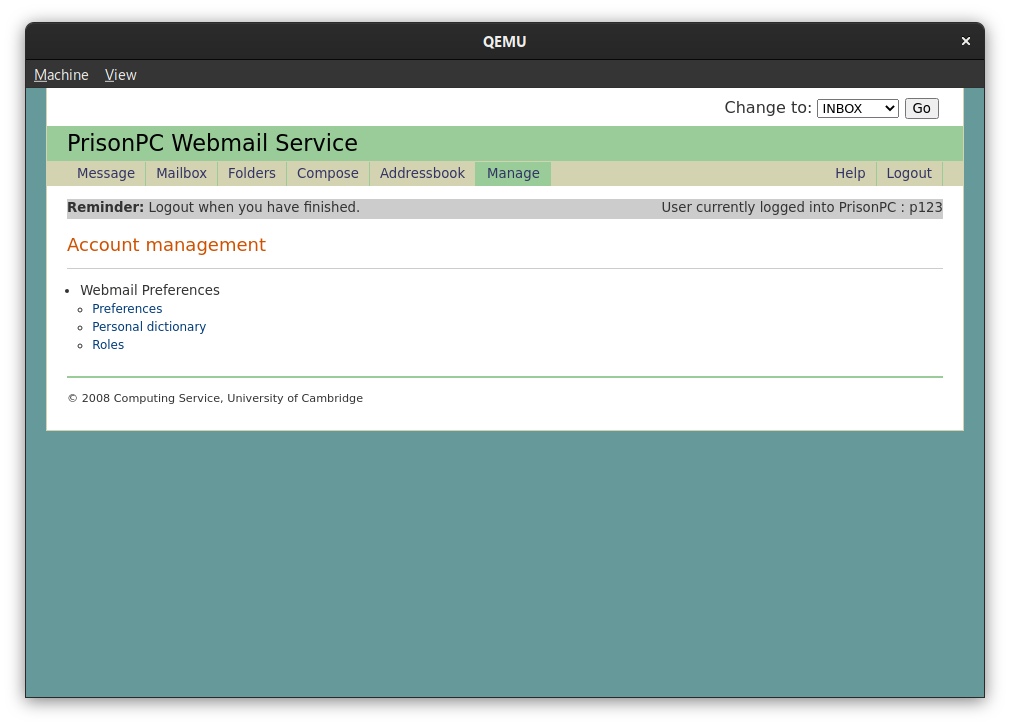 QEMU ×
Machine View
Change to: INBOX Go
PrisonPC Webmail Service
Message Mailbox Folders Compose Addressbook Manage Help Logout
Reminder: Logout when you have finished. User currently logged into PrisonPC : p123
Account management
• Webmail Preferences
◦ Preferences
◦ Personal dictionary
◦ Roles
© 2008 Computing Service, University of Cambridge